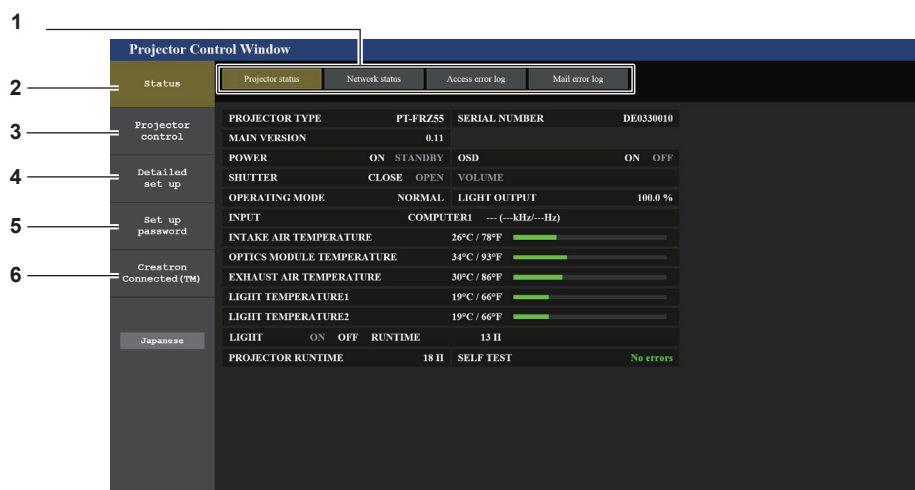 1
Projector Control Window
2
Status
Projector status Network status Access error log Mail error log
PROJECTOR TYPE PT-FRZ55 SERIAL NUMBER DE0330010
3
Projector control
MAIN VERSION 0.11
POWER ON STANDBY OSD ON OFF
4
Detailed set up
SHUTTER CLOSE OPEN VOLUME
OPERATING MODE NORMAL LIGHT OUTPUT 100.0 %
5
Set up password
INPUT COMPUTER1 --- (---kHz/---Hz)
INTAKE AIR TEMPERATURE 26°C / 78°F
OPTICS MODULE TEMPERATURE 34°C / 93°F
6
Crestron Connected(TM)
EXHAUST AIR TEMPERATURE 30°C / 86°F
LIGHT TEMPERATURE1 19°C / 66°F
LIGHT TEMPERATURE2 19°C / 66°F
Japanese
LIGHT ON OFF RUNTIME 13 H
PROJECTOR RUNTIME 18 H SELF TEST No errors